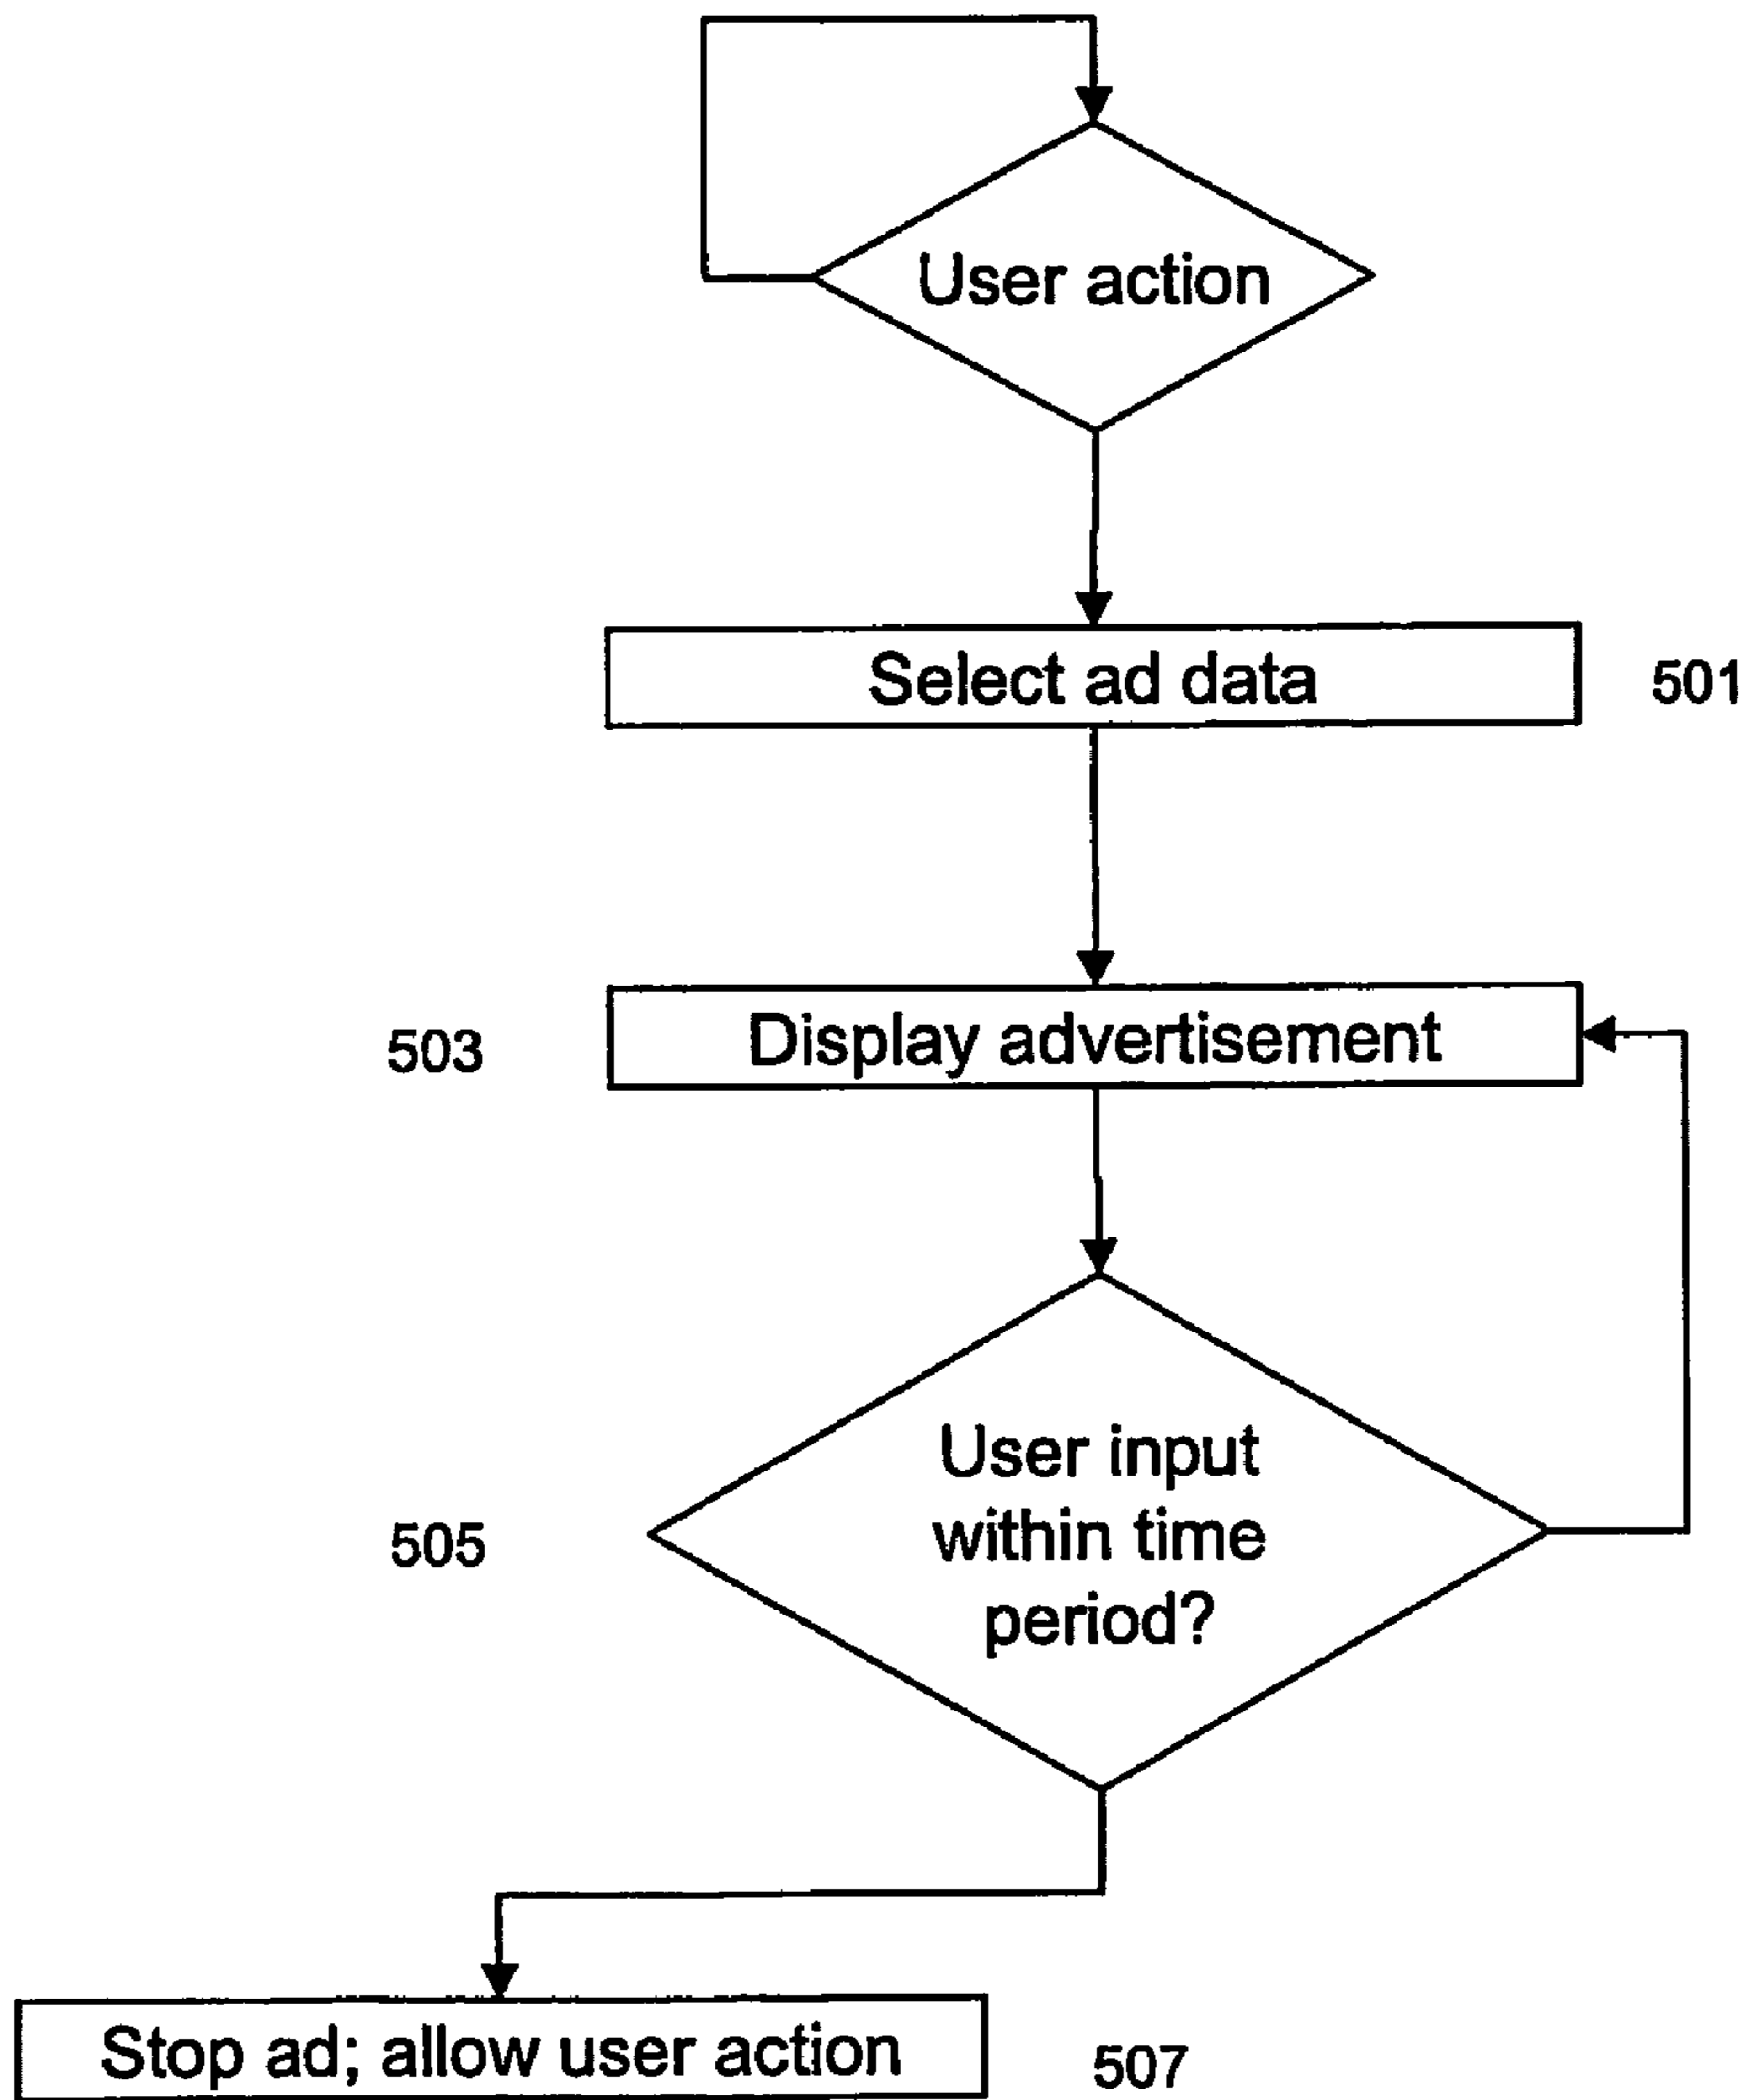 User action
Select ad data
501
503
Display advertisement
505
User input
within time
period?
Stop ad; allow user action
507